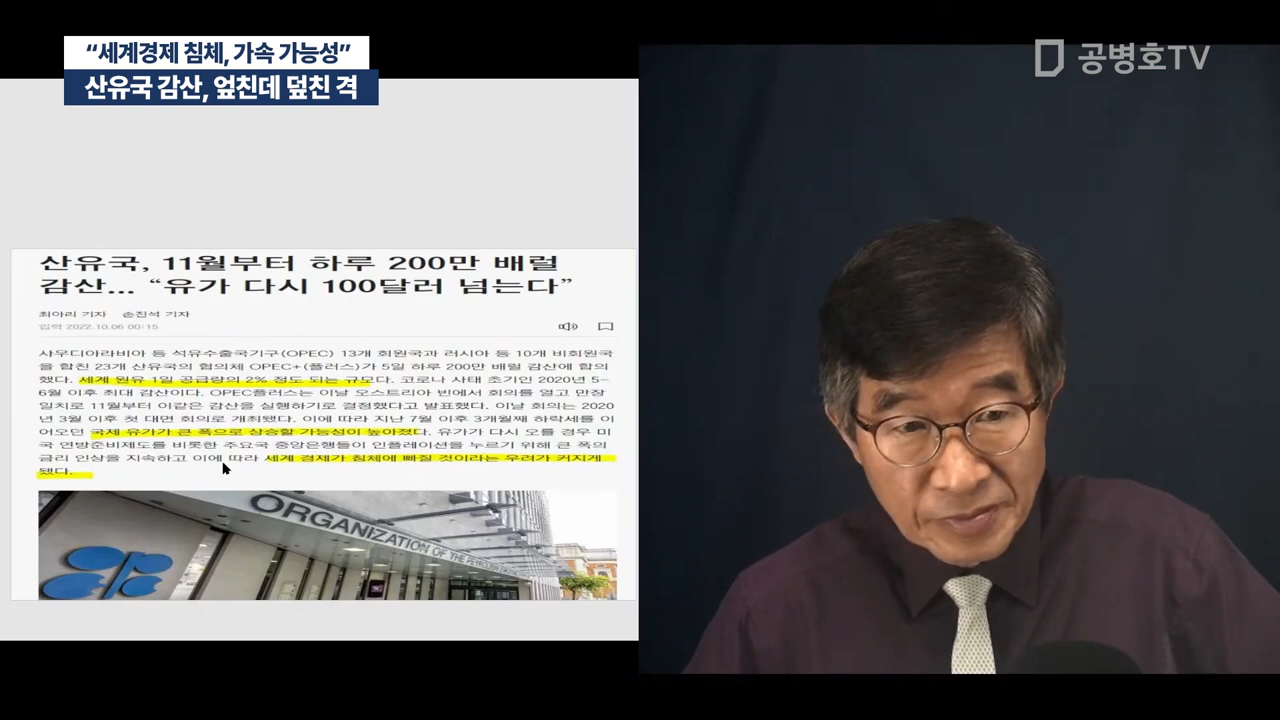 “세계경제 침체, 가속 가능성”
산유국 감산, 엎친데 덮친 격
공병호TV
산유국, 11월부터 하루 200만 배럴
감산... “유가 다시 100달러 넘는다”
최아리 기자 손진석 기자
입력 2022.10.06 00:15
사우디아라비아 등 석유수출국기구(OPEC) 13개 회원국과 러시아 등 10개 비회원국
을 합친 23개 산유국의 협의체 OPEC+(플러스)가 5일 하루 200만 배럴 감산에 합의
했다. 세계 원유 1일 공급량의 2% 정도 되는 규모다. 코로나 사태 초기인 2020년 5~
6월 이후 최대 감산이다. OPEC플러스는 이날 오스트리아 빈에서 회의를 열고 만장
일치로 11월부터 이같은 감산을 실행하기로 결정했다고 발표했다. 이날 회의는 2020
년 3월 이후 첫 대면 회의로 개최됐다. 이에 따라 지난 7월 이후 3개월째 하락세를 이
어오던 국제 유가가 큰 폭으로 상승할 가능성이 높아졌다. 유가가 다시 오를 경우 미
국 연방준비제도를 비롯한 주요국 중앙은행들이 인플레이션을 누르기 위해 큰 폭의
금리 인상을 지속하고 이에 따라 세계 경제가 침체에 빠질 것이라는 우려가 커지게
됐다.
ORGANIZATION OF THE PETROLEUM